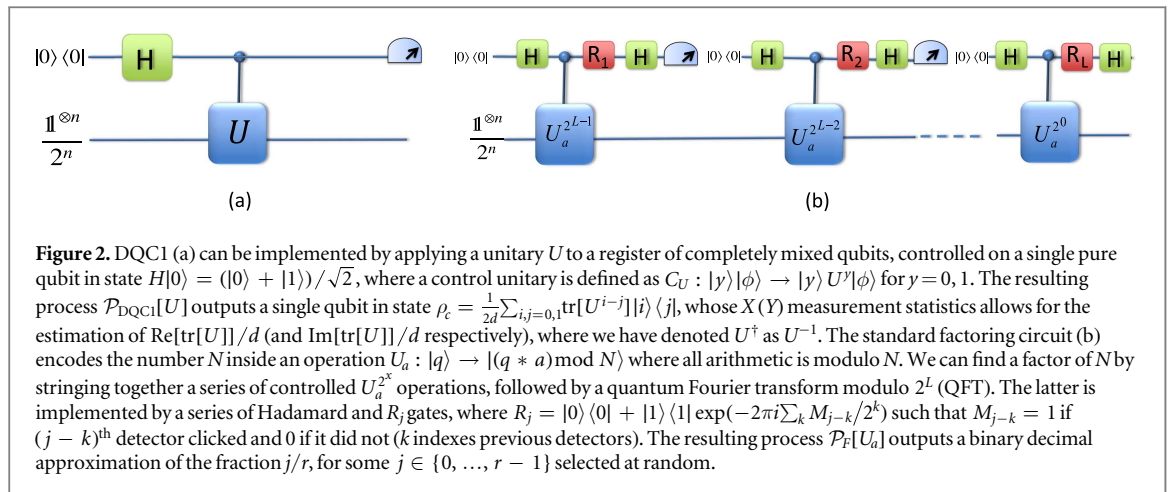 |0⟩⟨0| H U 𝟙^{⊗n}/2^n
(a)
|0⟩⟨0| H R_1 H |0⟩⟨0| H R_2 H |0⟩⟨0| H R_L H
𝟙^{⊗n}/2^n U_a^{2^{L−1}} U_a^{2^{L−2}} U_a^{2^0}
(b)
Figure 2. DQC1 (a) can be implemented by applying a unitary U to a register of completely mixed qubits, controlled on a single pure
qubit in state H|0⟩ = (|0⟩ + |1⟩)/√2, where a control unitary is defined as C_U : |y⟩|ϕ⟩ → |y⟩ U^y|ϕ⟩ for y = 0, 1. The resulting
process 𝒫_{DQC1}[U] outputs a single qubit in state ρ_c = \frac{1}{2d}∑_{i,j=0,1}tr[U^{i−j}]|i⟩⟨j|, whose X(Y) measurement statistics allows for the
estimation of Re[tr[U]]/d (and Im[tr[U]]/d respectively), where we have denoted U^† as U^{−1}. The standard factoring circuit (b)
encodes the number N inside an operation U_a : |q⟩ → |(q * a)mod N⟩ where all arithmetic is modulo N. We can find a factor of N by
stringing together a series of controlled U_a^{2^x} operations, followed by a quantum Fourier transform modulo 2^L (QFT). The latter is
implemented by a series of Hadamard and R_j gates, where R_j = |0⟩⟨0| + |1⟩⟨1| exp(−2πi∑_k M_{j−k}/2^k) such that M_{j−k} = 1 if
(j − k)^{th} detector clicked and 0 if it did not (k indexes previous detectors). The resulting process 𝒫_F[U_a] outputs a binary decimal
approximation of the fraction j/r, for some j ∈ {0, …, r − 1} selected at random.